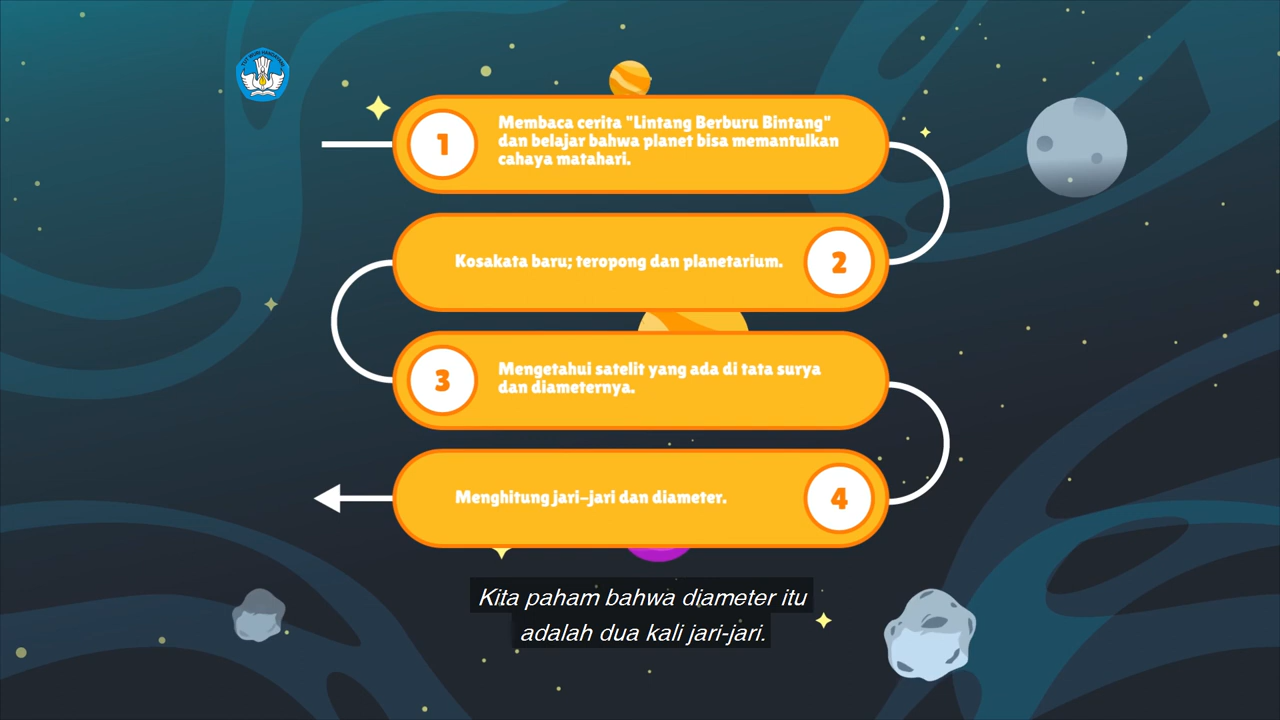 1
Membaca cerita "Lintang Berburu Bintang"
dan belajar bahwa planet bisa memantulkan
cahaya matahari.
Kosakata baru; teropong dan planetarium.
2
3
Mengetahui satelit yang ada di tata surya
dan diameternya.
Menghitung jari-jari dan diameter.
4
Kita paham bahwa diameter itu
adalah dua kali jari-jari.